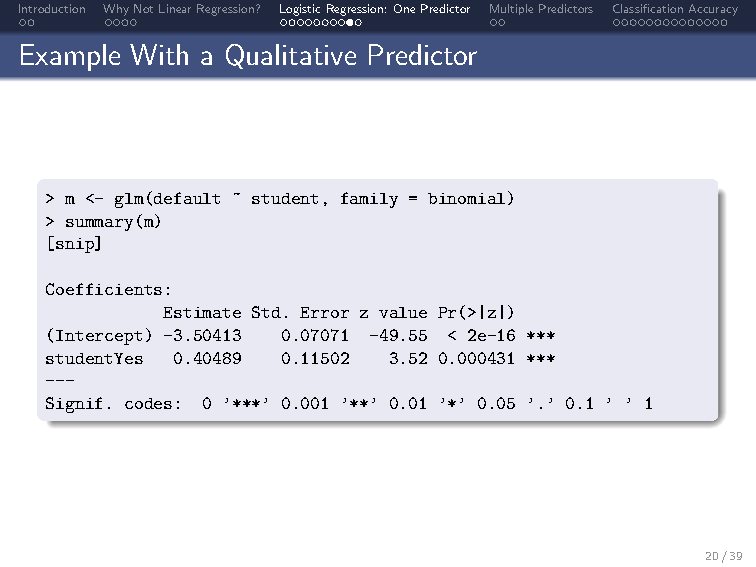 Introduction Why Not Linear Regression? Logistic Regression: One Predictor Multiple Predictors Classification Accuracy
Example With a Qualitative Predictor
> m <- glm(default ~ student, family = binomial)
> summary(m)
[snip]
Coefficients:
Estimate Std. Error z value Pr(>|z|)
(Intercept) -3.50413 0.07071 -49.55 < 2e-16 ***
studentYes 0.40489 0.11502 3.52 0.000431 ***
---
Signif. codes: 0 '***' 0.001 '**' 0.01 '*' 0.05 '.' 0.1 ' ' 1
20 / 39